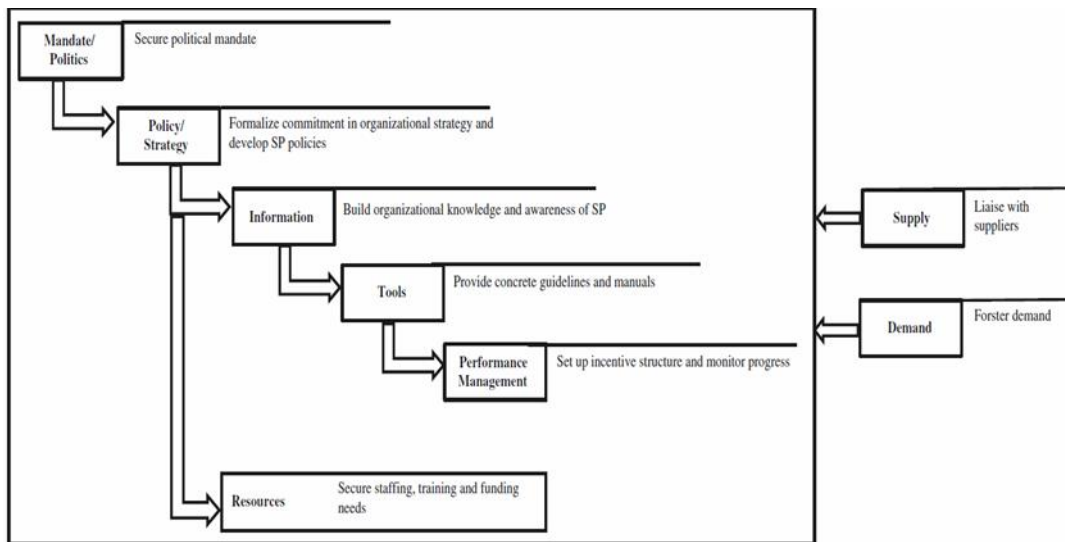 Mandate/
Politics
Secure political mandate
Policy/
Strategy
Formalize commitment in organizational strategy and
develop SP policies
Information
Build organizational knowledge and awareness of SP
Supply
Liaise with
suppliers
Tools
Provide concrete guidelines and manuals
Demand
Forster demand
Performance
Management
Set up incentive structure and monitor progress
Resources
Secure staffing, training and funding
needs